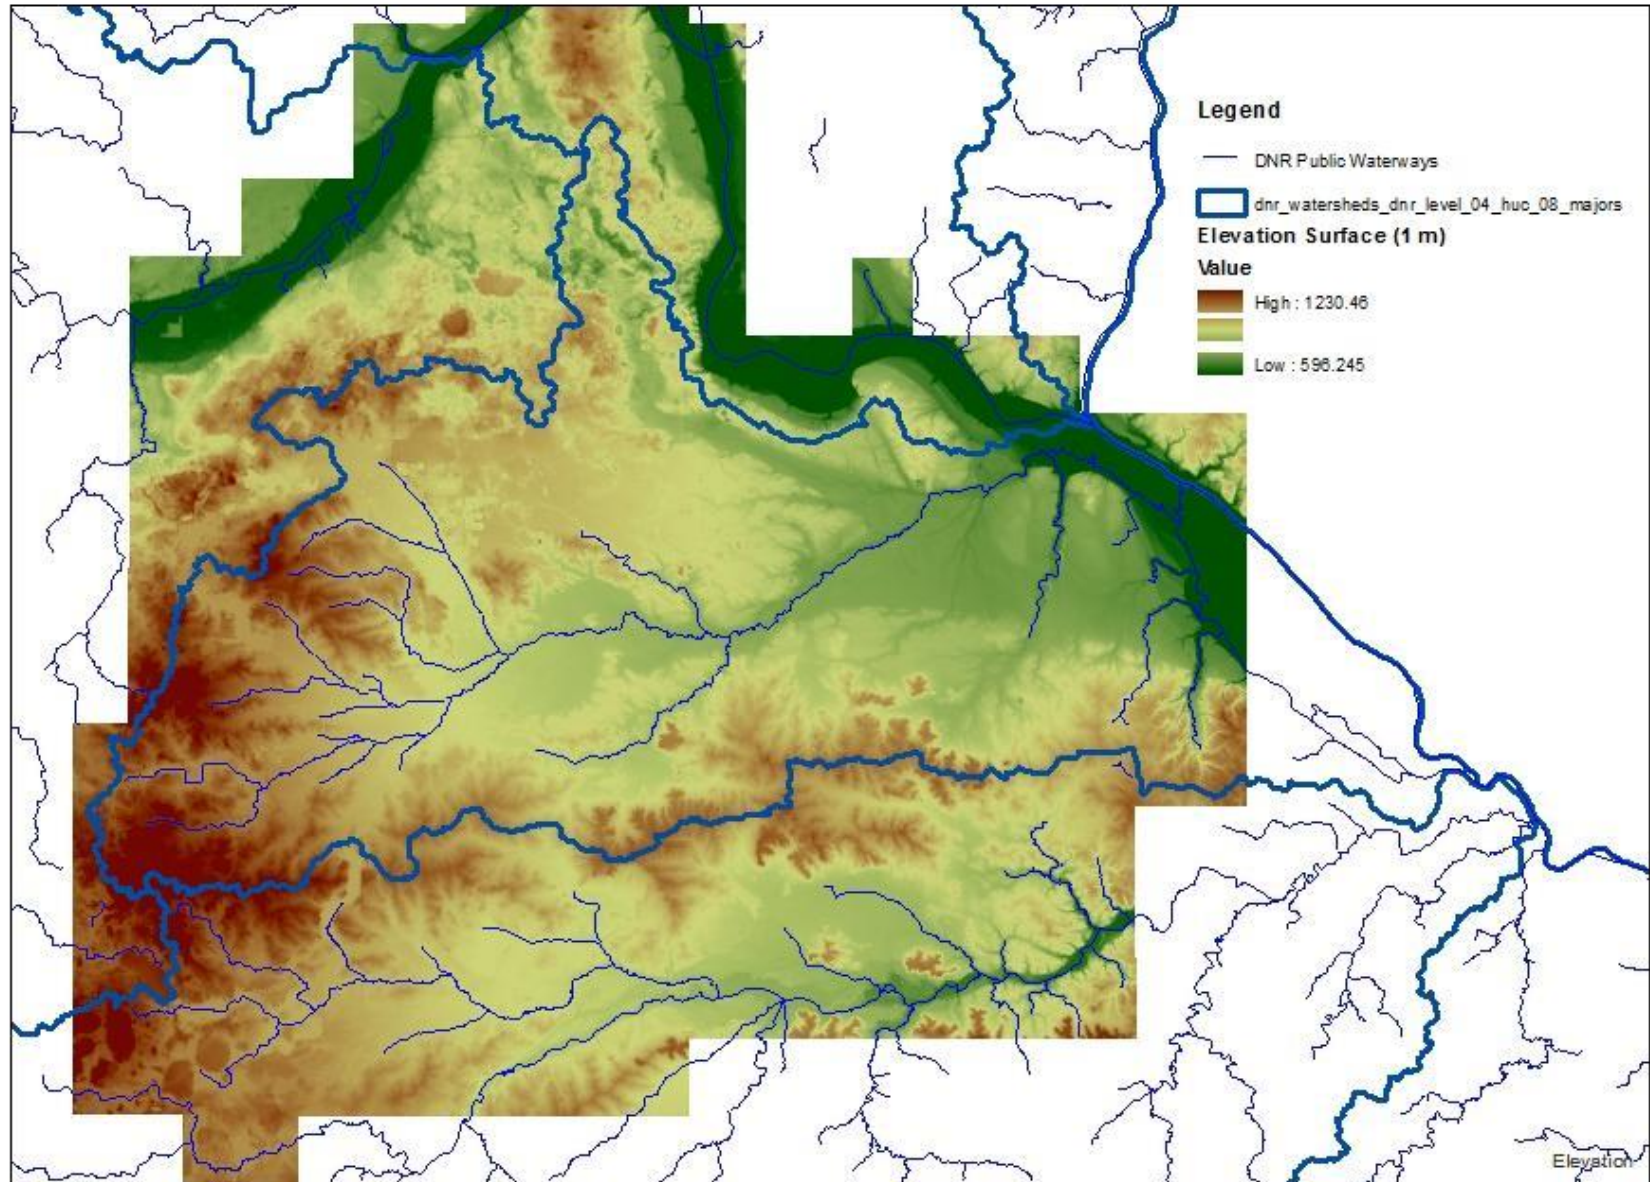 Legend
DNR Public Waterways
dnr_watersheds_dnr_level_04_huc_08_majors
Elevation Surface (1 m)
Value
High : 1230.46
Low : 596.245
Elevation